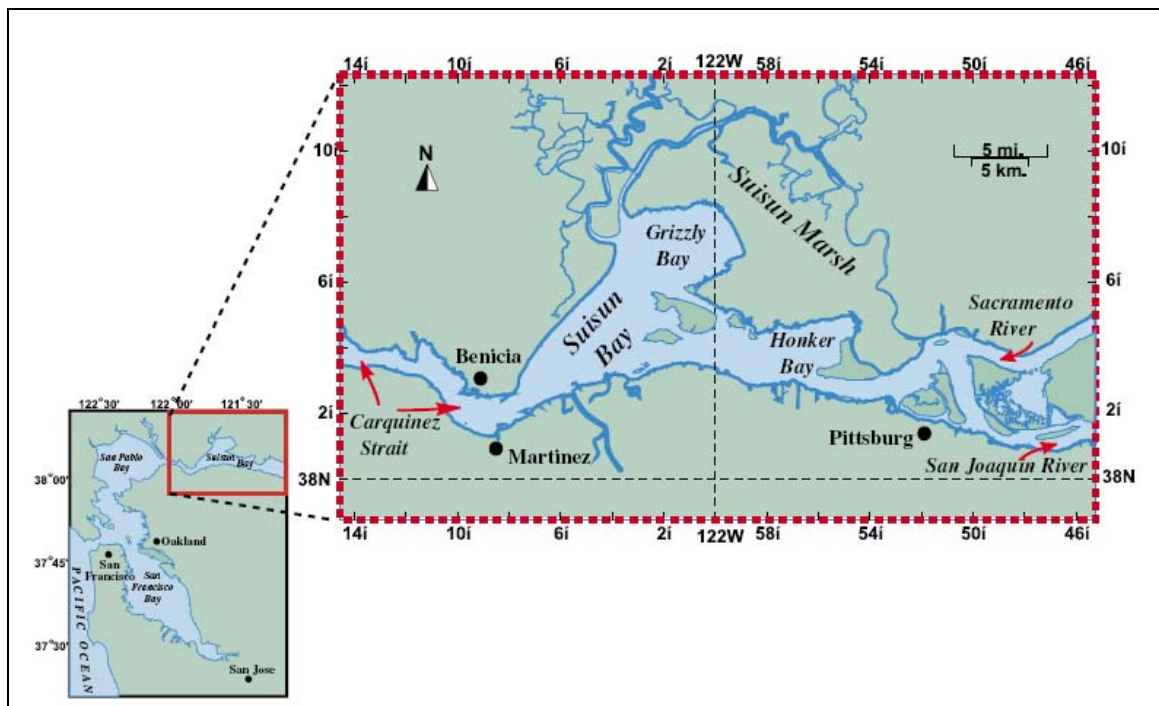 14í 10í 6í 2í 122W 58í 54í 50í 46í
10í
10í
N
5 mi.
5 km.
Suisun Marsh
Grizzly
Bay
6í
6í
Suisun
Bay
Sacramento
River
Honker
Bay
Benicia
2í
2í
Carquinez
Strait
Pittsburg
Martinez
San Joaquin River
38N
38N
14í 10í 6í 2í 122W 58í 54í 50í 46í
122°30' 122°00' 121°30'
San Pablo
Bay
Suisun
Bay
38°00'
Oakland
37°45'
San
Francisco
San
Francisco
Bay
PACIFIC OCEAN
37°30'
San Jose